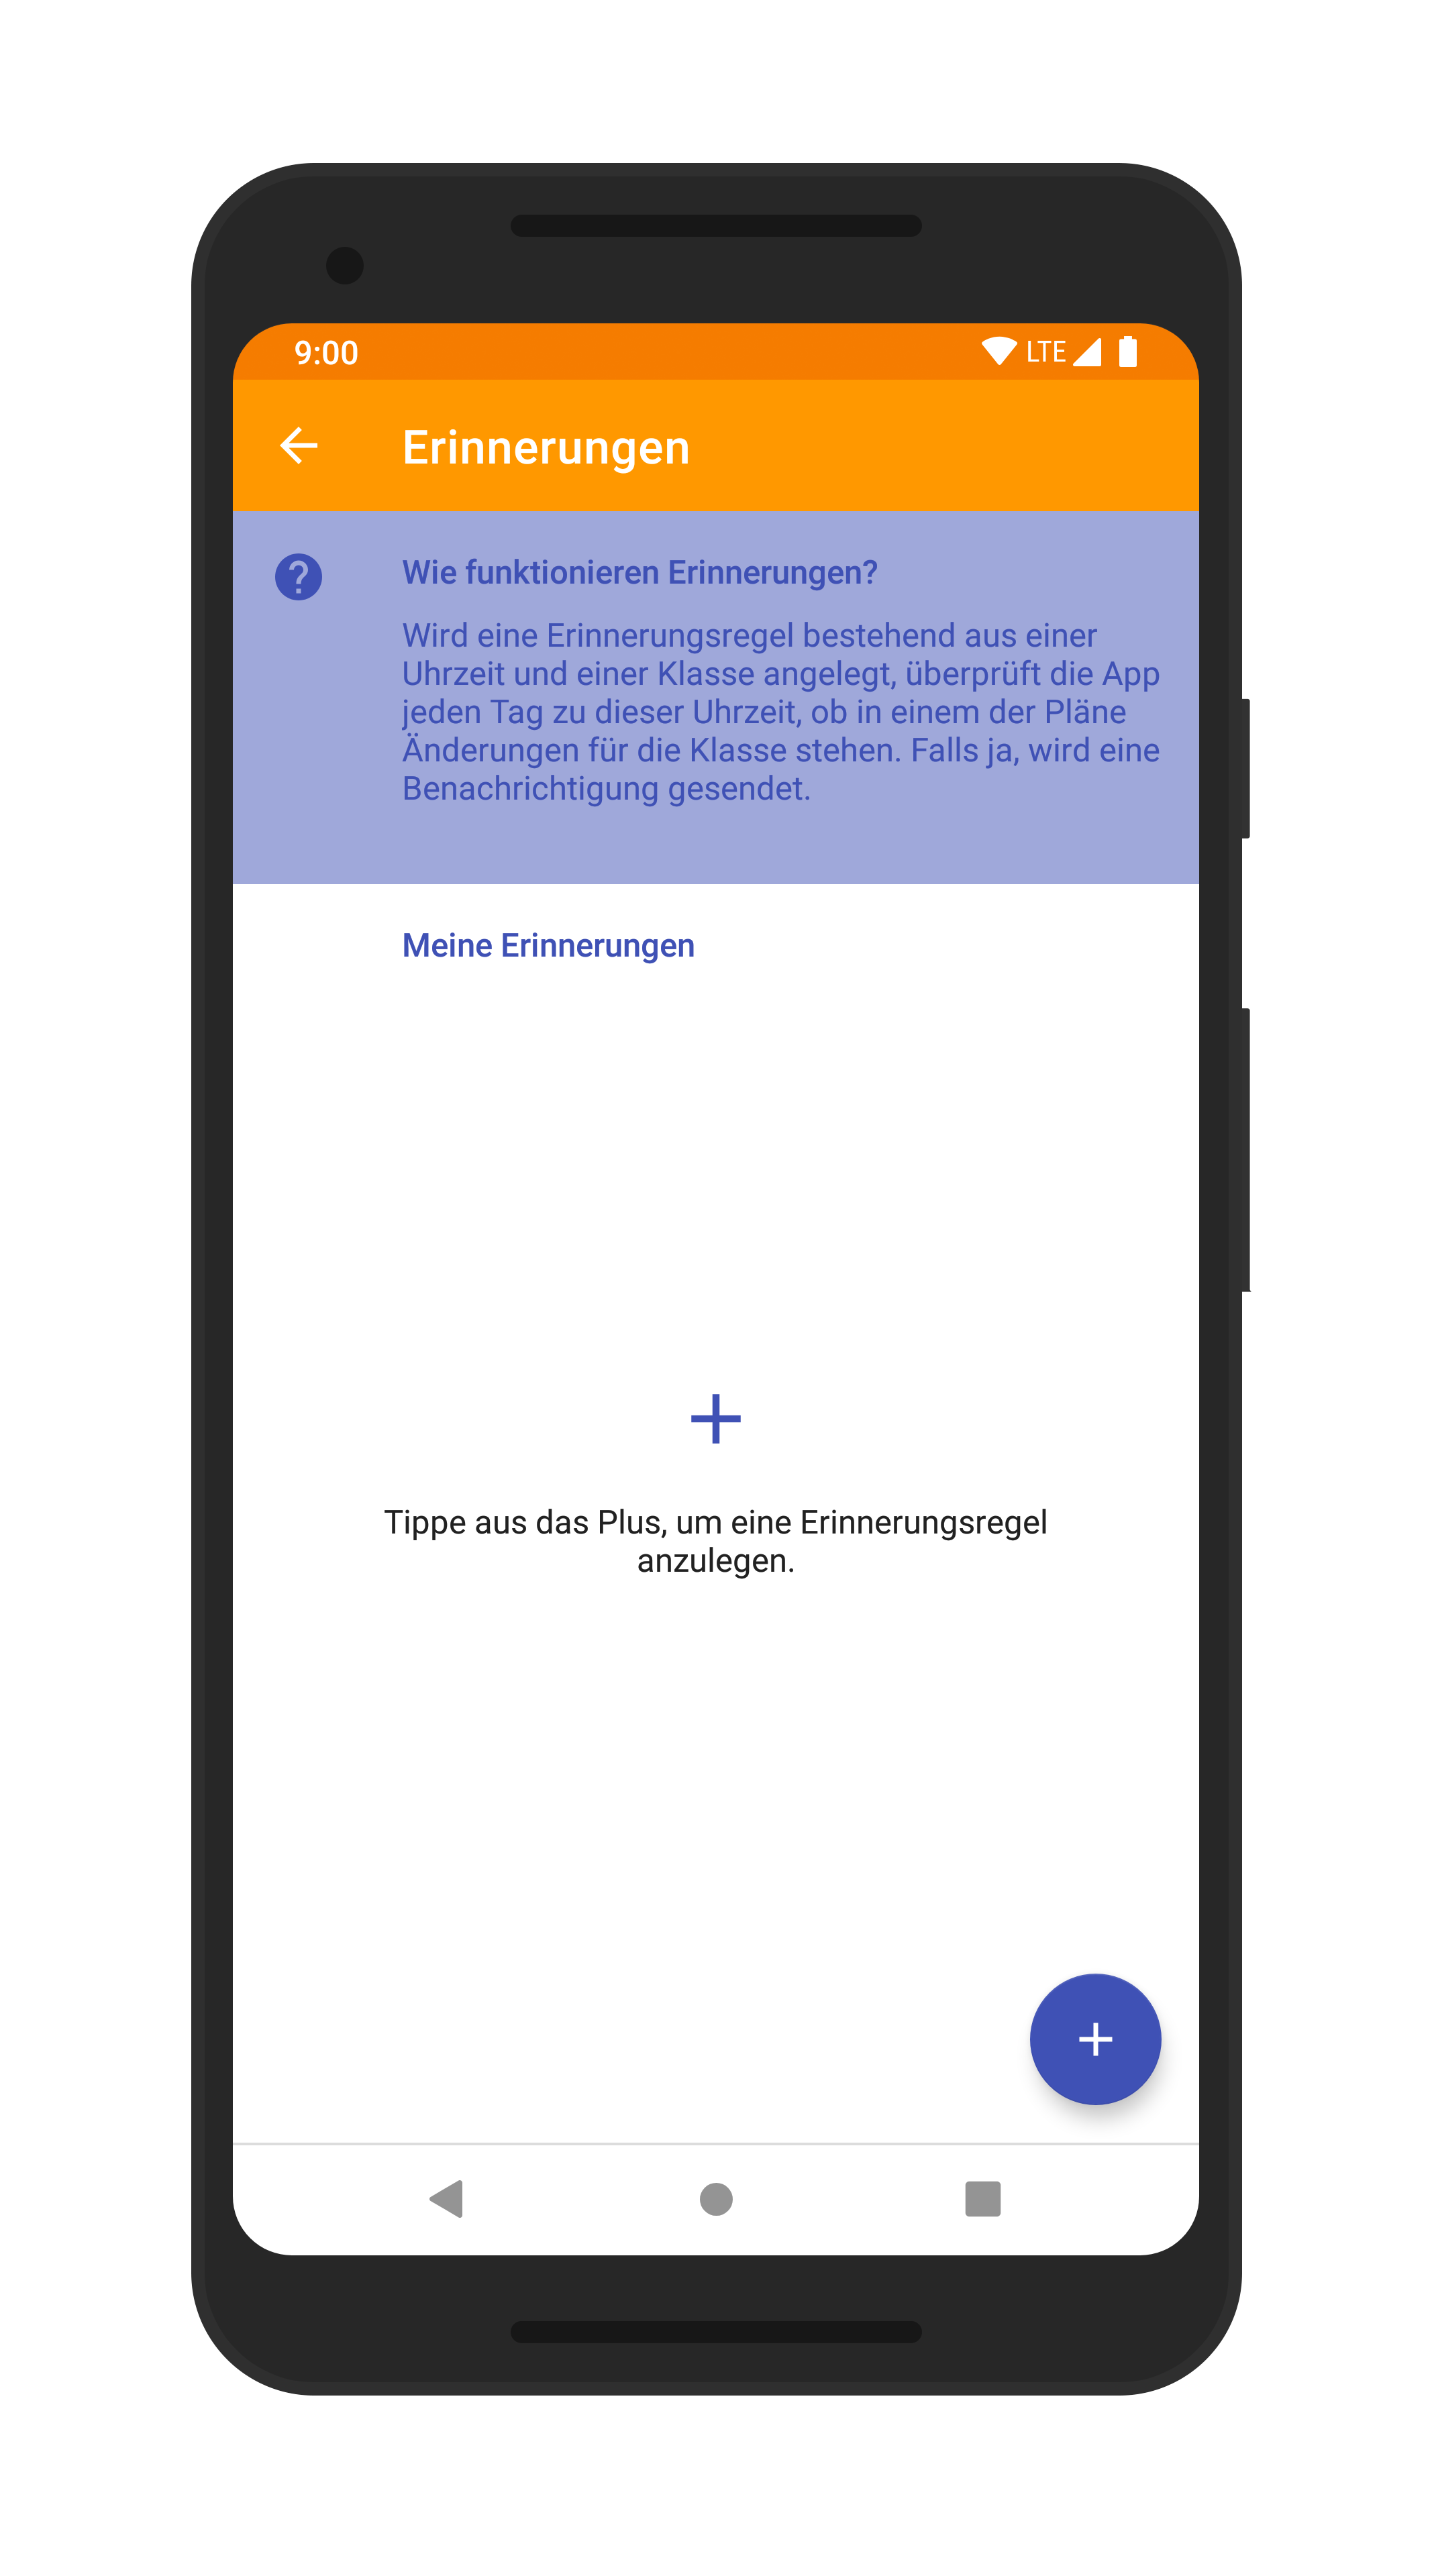 9:00 LTE
Erinnerungen
Wie funktionieren Erinnerungen?
Wird eine Erinnerungsregel bestehend aus einer
Uhrzeit und einer Klasse angelegt, überprüft die App
jeden Tag zu dieser Uhrzeit, ob in einem der Pläne
Änderungen für die Klasse stehen. Falls ja, wird eine
Benachrichtigung gesendet.
Meine Erinnerungen
Tippe aus das Plus, um eine Erinnerungsregel
anzulegen.